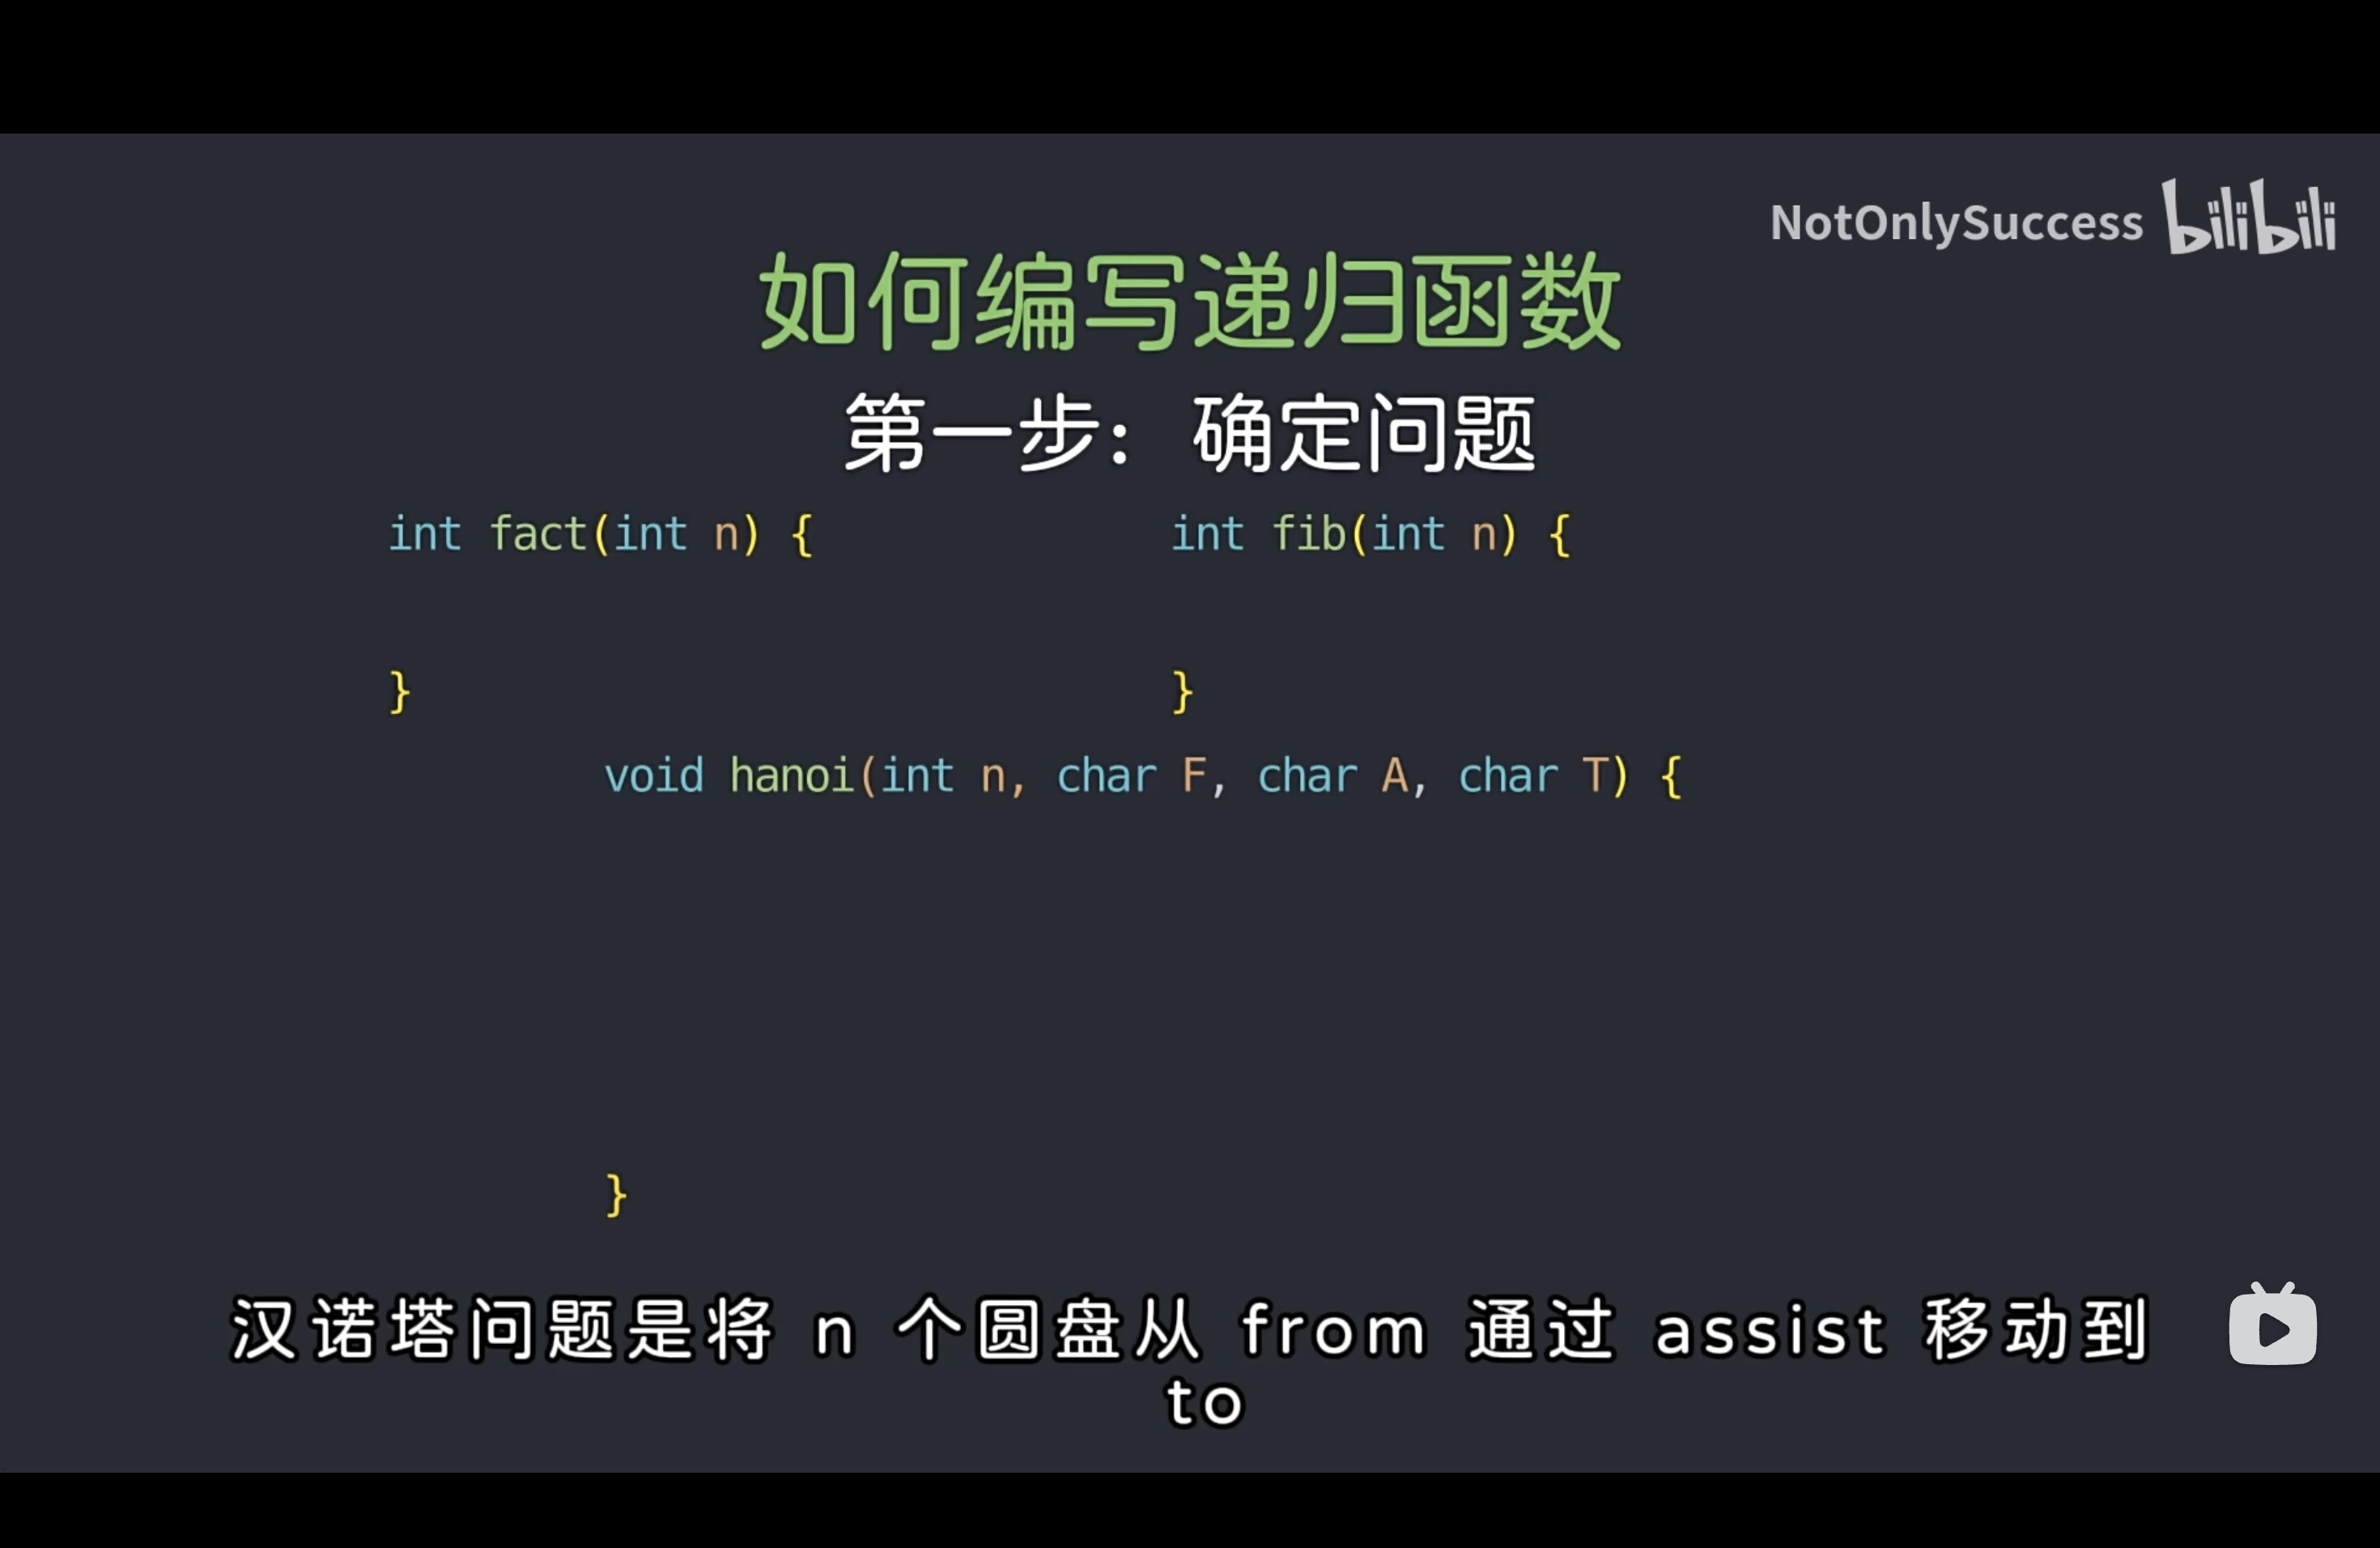 NotOnlySuccess bilibili
如何编写递归函数
第一步：确定问题
int fact(int n) {
}
int fib(int n) {
}
void hanoi(int n, char F, char A, char T) {
}
汉诺塔问题是将 n 个圆盘从 from 通过 assist 移动到
to